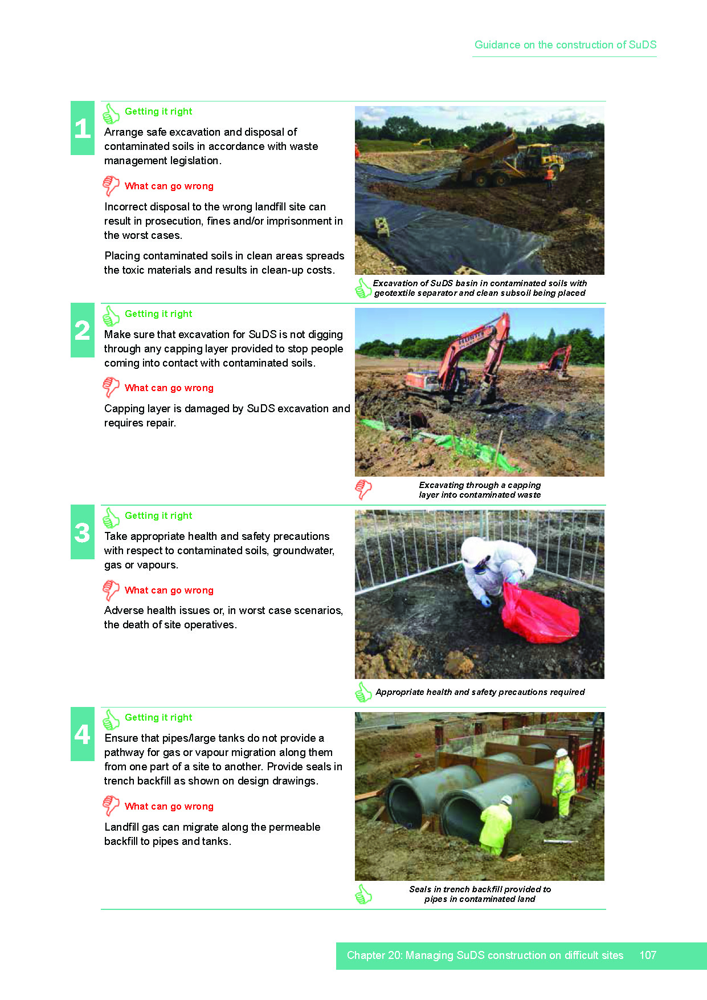 Guidance on the construction of SuDS
1
Getting it right
Arrange safe excavation and disposal of
contaminated soils in accordance with waste
management legislation.
What can go wrong
Incorrect disposal to the wrong landfill site can
result in prosecution, fines and/or imprisonment in
the worst cases.
Placing contaminated soils in clean areas spreads
the toxic materials and results in clean-up costs.
Excavation of SuDS basin in contaminated soils with
geotextile separator and clean subsoil being placed
2
Getting it right
Make sure that excavation for SuDS is not digging
through any capping layer provided to stop people
coming into contact with contaminated soils.
What can go wrong
Capping layer is damaged by SuDS excavation and
requires repair.
Excavating through a capping
layer into contaminated waste
3
Getting it right
Take appropriate health and safety precautions
with respect to contaminated soils, groundwater,
gas or vapours.
What can go wrong
Adverse health issues or, in worst case scenarios,
the death of site operatives.
Appropriate health and safety precautions required
4
Getting it right
Ensure that pipes/large tanks do not provide a
pathway for gas or vapour migration along them
from one part of a site to another. Provide seals in
trench backfill as shown on design drawings.
What can go wrong
Landfill gas can migrate along the permeable
backfill to pipes and tanks.
Seals in trench backfill provided to
pipes in contaminated land
Chapter 20: Managing SuDS construction on difficult sites 107